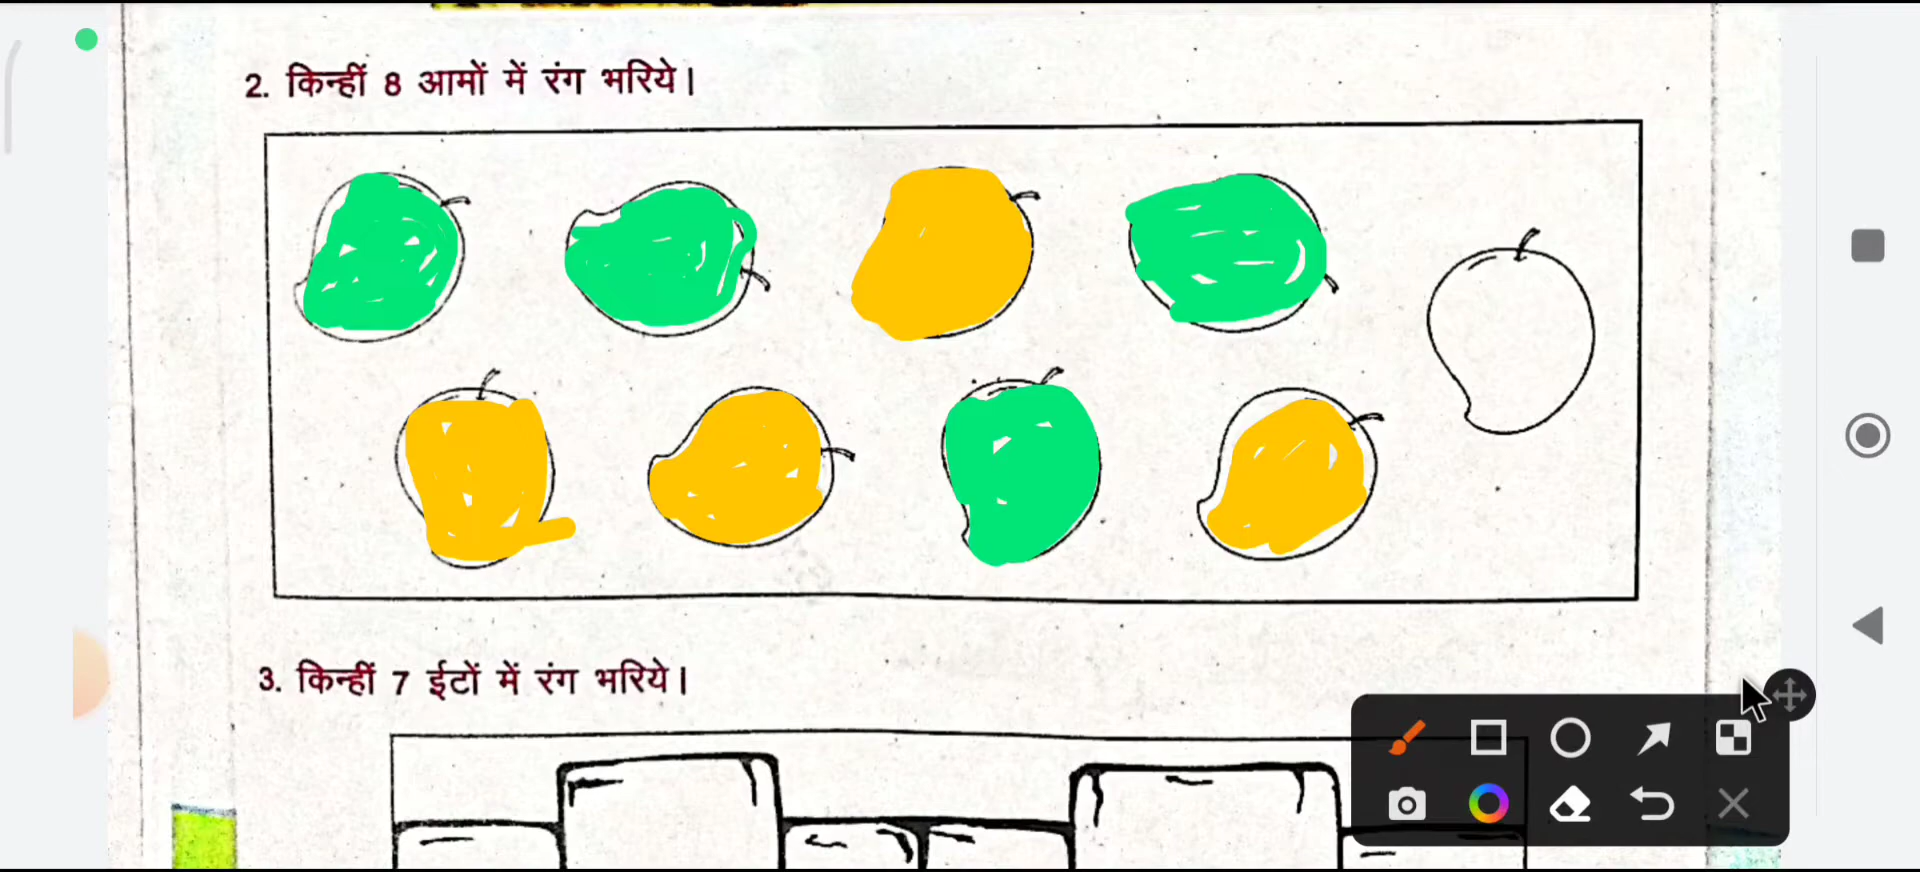 2. किन्हीं 8 आमों में रंग भरिये।
3. किन्हीं 7 ईटों में रंग भरिये।